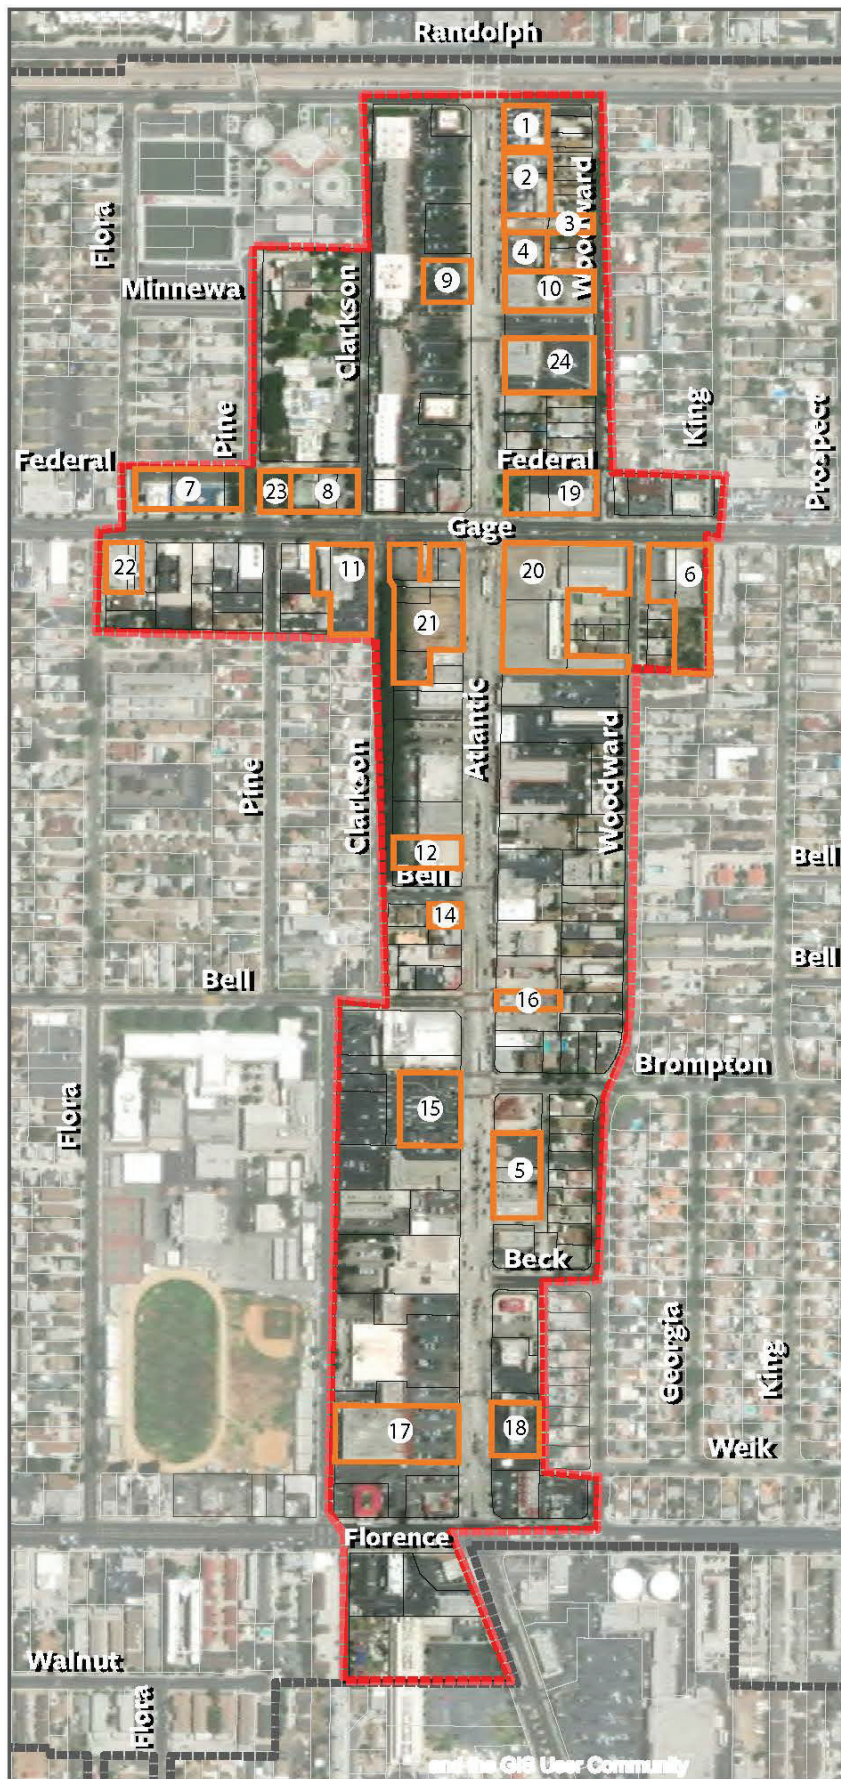 Randolph
1
2
Woodward
3
Flora
4
Clarkson
9
10
Minnewa
24
King
Prospect
Pine
Federal
Federal
7
23
8
19
Gage
22
11
20
6
21
Atlantic
Woodward
Pine
Clarkson
12
Bell
Bell
14
Bell
Bell
16
Brompton
Flora
15
5
Beck
Georgia
King
17
18
Weik
Florence
Walnut
Flora
and the GIS User Community